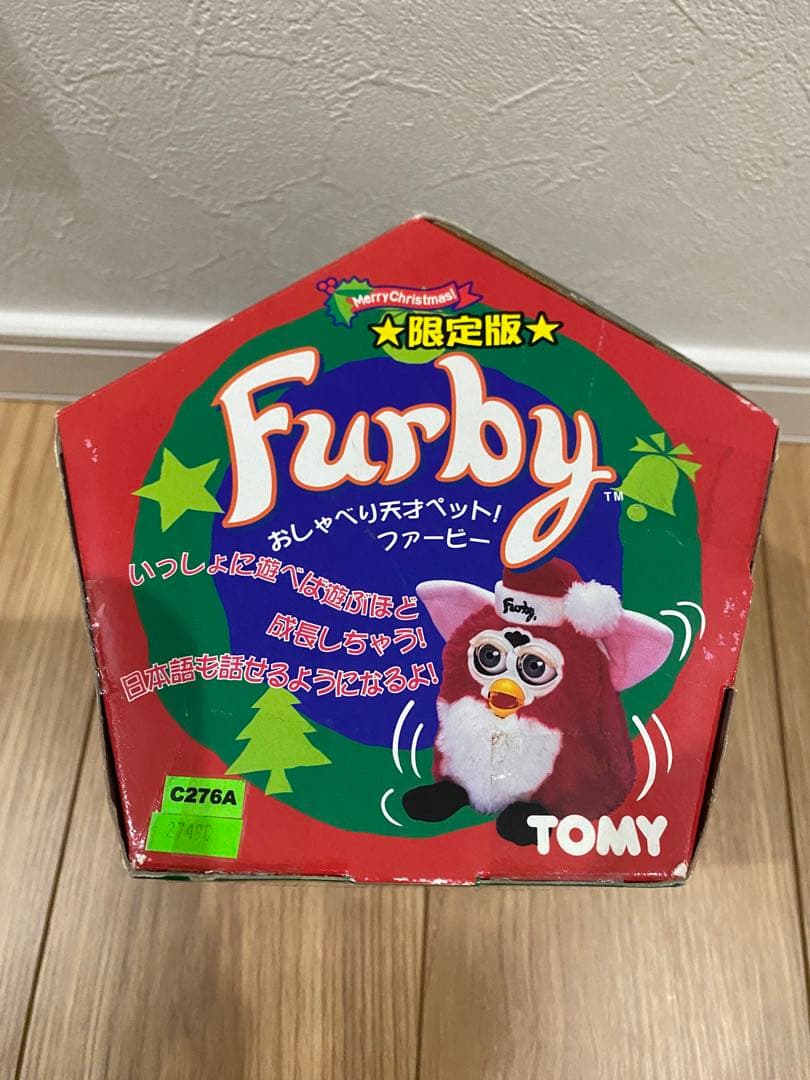 Merry Christmas!
★限定版★
Furby
TM
おしゃべり天才ペット!
ファービー
いっしょに遊べば遊ぶほど
成長しちゃう!
日本語も話せるようになるよ!
Furby
C276A
TOMY